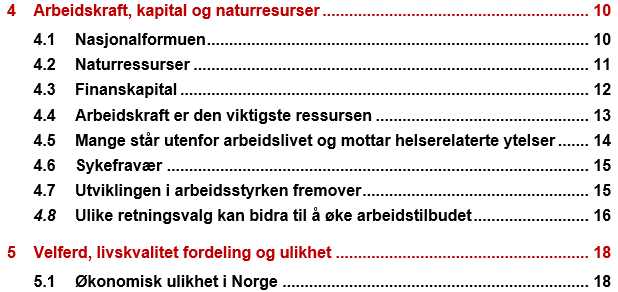 4 Arbeidskraft, kapital og naturresurser ........................................................... 10
4.1 Nasjonalformuen.................................................................................... 10
4.2 Naturressurser ....................................................................................... 11
4.3 Finanskapital .......................................................................................... 12
4.4 Arbeidskraft er den viktigste ressursen ............................................... 13
4.5 Mange står utenfor arbeidslivet og mottar helserelaterte ytelser ....... 14
4.6 Sykefravær ............................................................................................. 15
4.7 Utviklingen i arbeidsstyrken fremover.................................................. 15
4.8 Ulike retningsvalg kan bidra til å øke arbeidstilbudet......................... 16
5 Velferd, livskvalitet fordeling og ulikhet ........................................................ 18
5.1 Økonomisk ulikhet i Norge .................................................................... 18